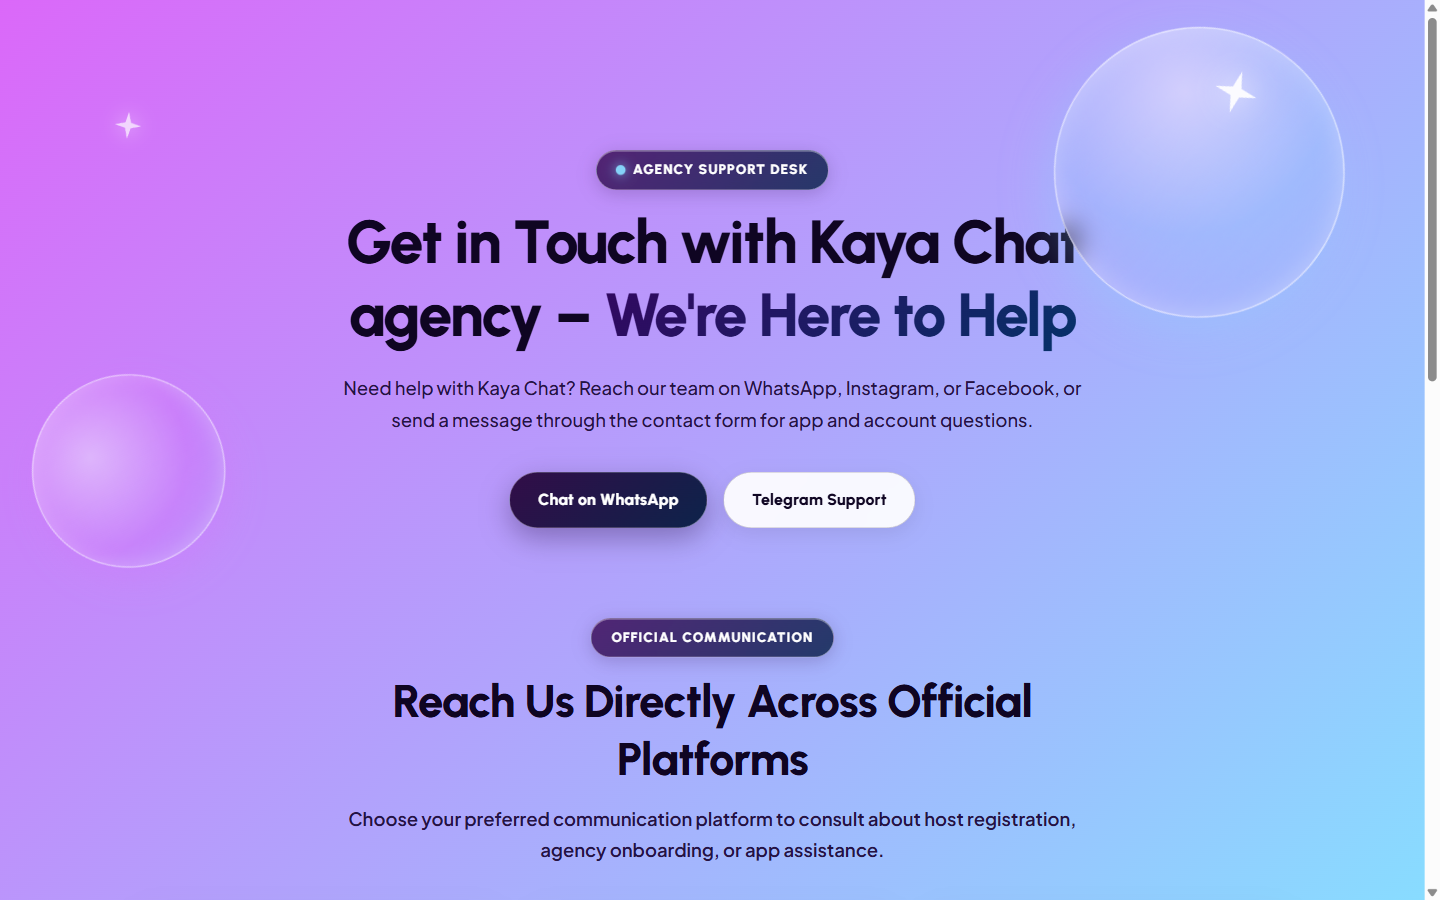 AGENCY SUPPORT DESK
Get in Touch with Kaya Chat
agency – We're Here to Help
Need help with Kaya Chat? Reach our team on WhatsApp, Instagram, or Facebook, or
send a message through the contact form for app and account questions.
Chat on WhatsApp
Telegram Support
OFFICIAL COMMUNICATION
Reach Us Directly Across Official
Platforms
Choose your preferred communication platform to consult about host registration,
agency onboarding, or app assistance.